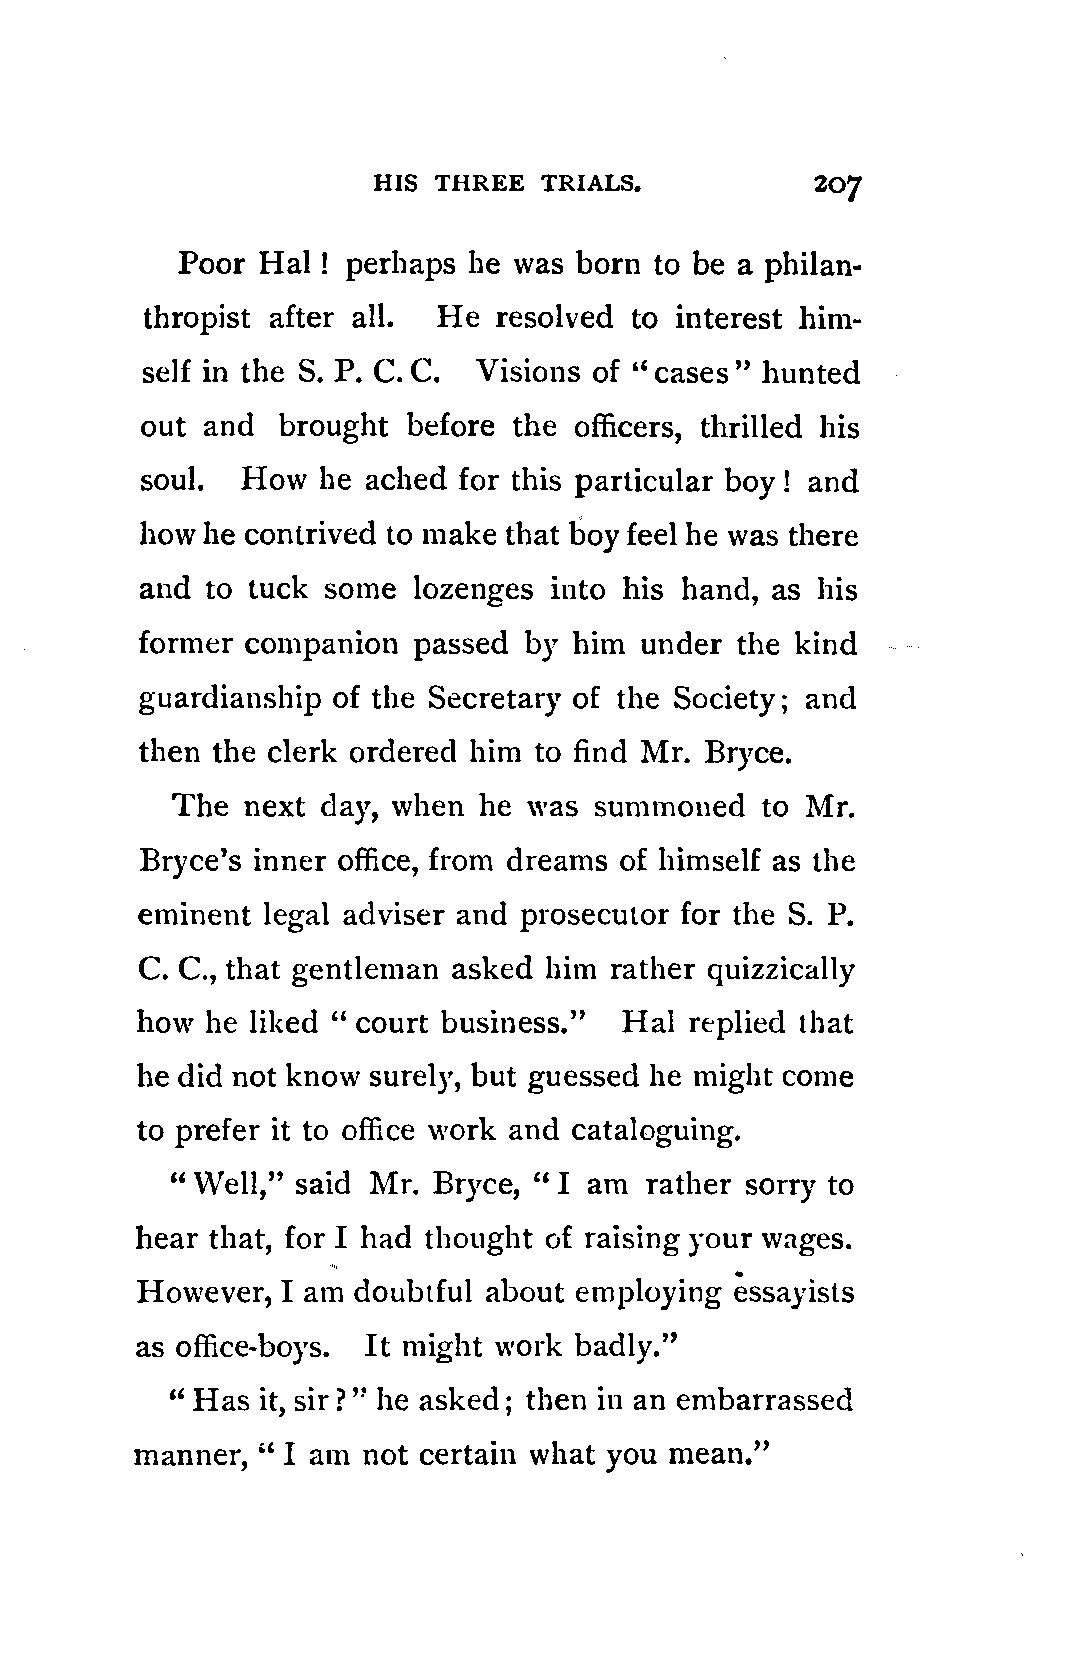 HIS THREE TRIALS. 207
Poor Hal! perhaps he was born to be a philan-
thropist after all. He resolved to interest him-
self in the S. P. C. C. Visions of "cases" hunted
out and brought before the officers, thrilled his
soul. How he ached for this particular boy! and
how he contrived to make that boy feel he was there
and to tuck some lozenges into his hand, as his
former companion passed by him under the kind
guardianship of the Secretary of the Society; and
then the clerk ordered him to find Mr. Bryce.
The next day, when he was summoned to Mr.
Bryce's inner office, from dreams of himself as the
eminent legal adviser and prosecutor for the S. P.
C. C., that gentleman asked him rather quizzically
how he liked "court business." Hal replied that
he did not know surely, but guessed he might come
to prefer it to office work and cataloguing.
"Well," said Mr. Bryce, "I am rather sorry to
hear that, for I had thought of raising your wages.
However, I am doubtful about employing essayists
as office-boys. It might work badly."
"Has it, sir?" he asked; then in an embarrassed
manner, "I am not certain what you mean."